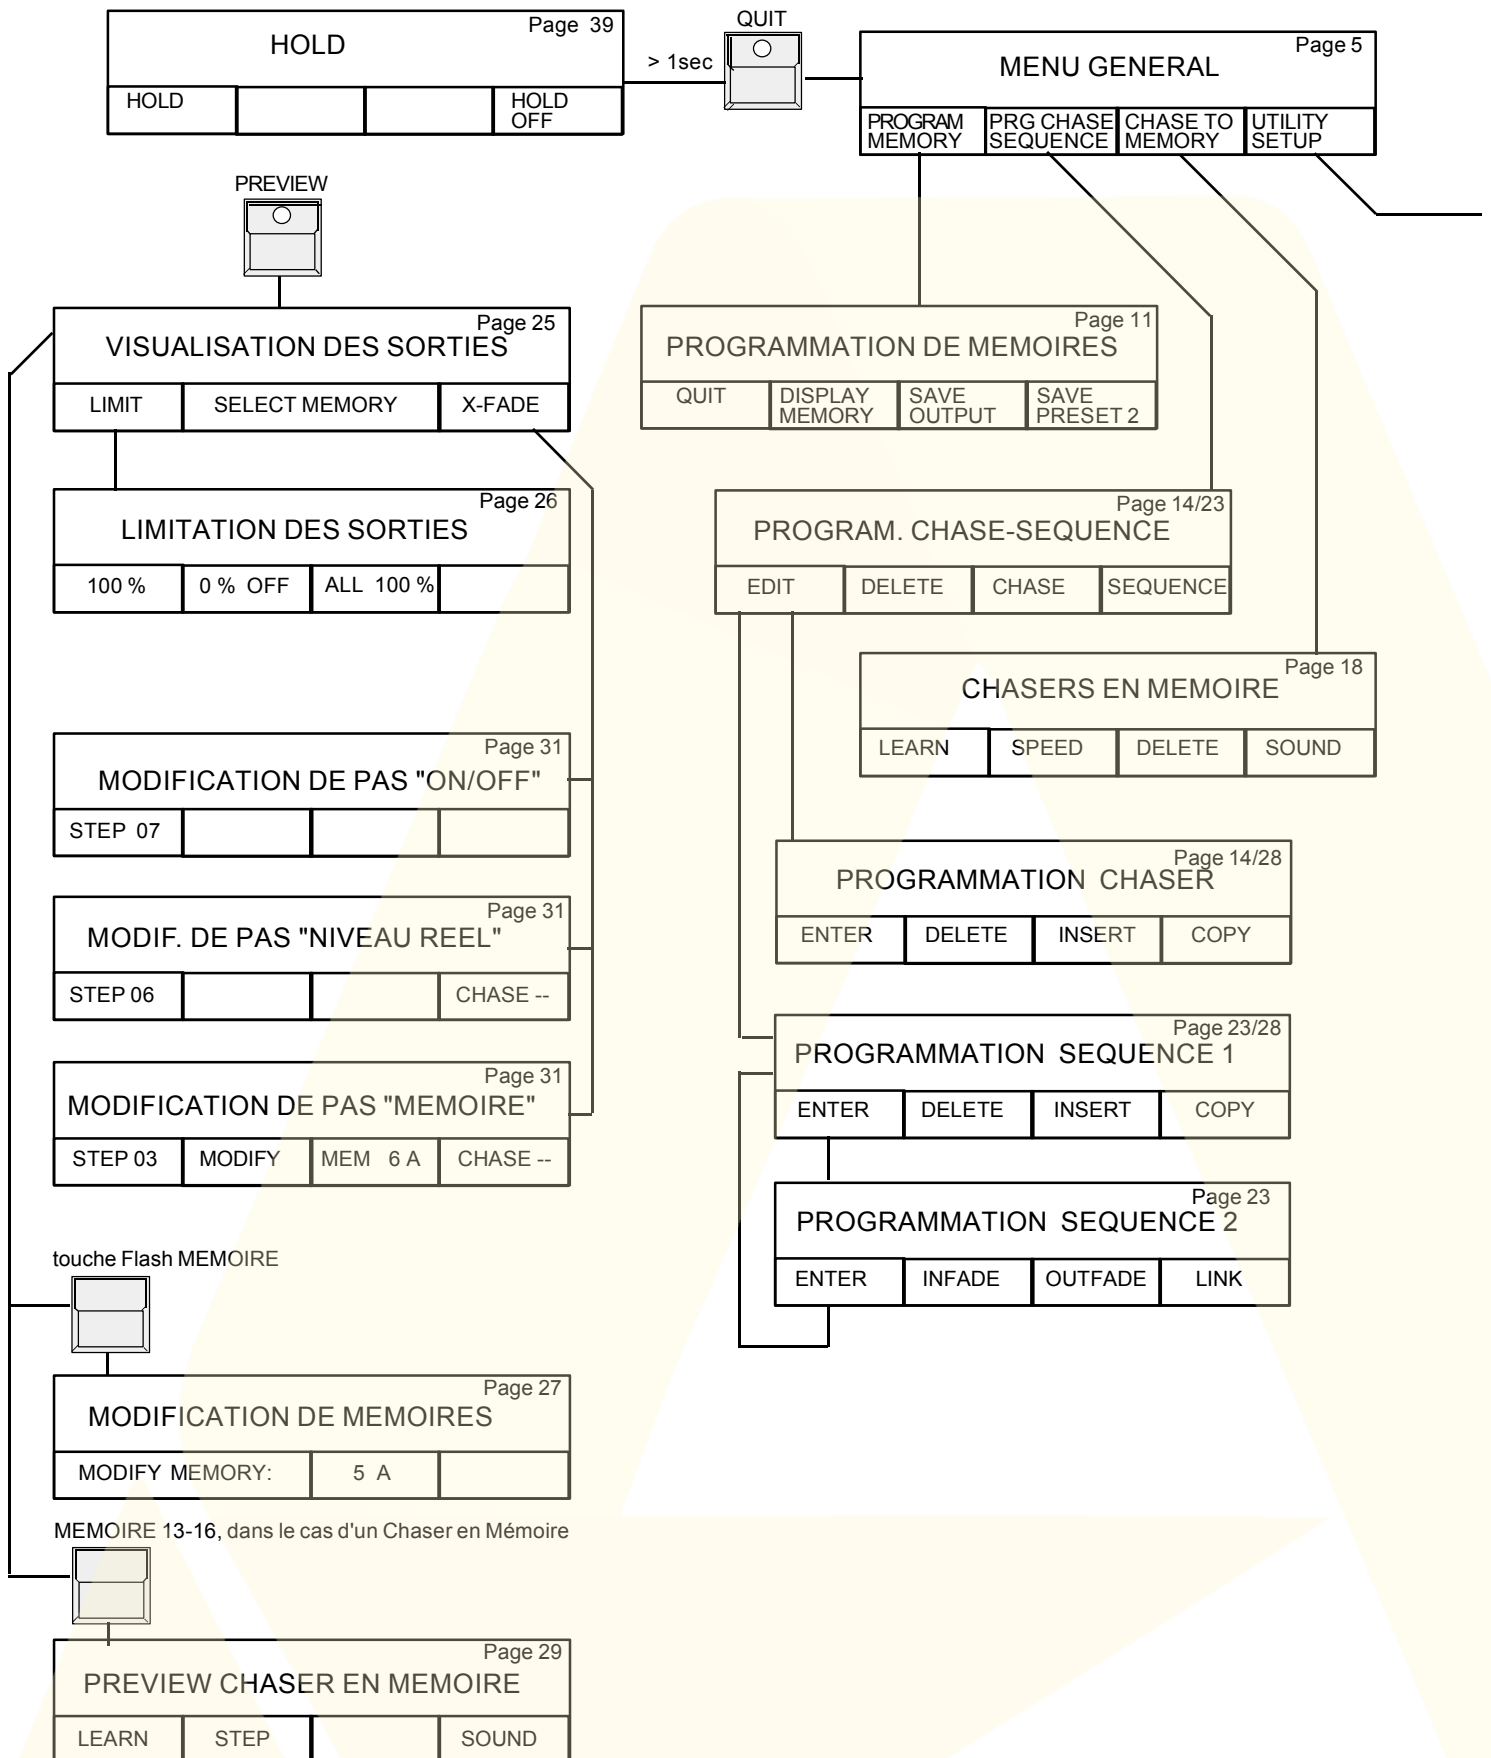 Page 39
HOLD
HOLD
HOLD
OFF
> 1sec
QUIT
Page 5
MENU GENERAL
PROGRAM
MEMORY
PRG CHASE
SEQUENCE
CHASE TO
MEMORY
UTILITY
SETUP
PREVIEW
Page 25
VISUALISATION DES SORTIES
LIMIT
SELECT MEMORY
X-FADE
Page 26
LIMITATION DES SORTIES
100 %
0 % OFF
ALL 100 %
Page 31
MODIFICATION DE PAS "ON/OFF"
STEP 07
Page 31
MODIF. DE PAS "NIVEAU REEL"
STEP 06
CHASE --
Page 31
MODIFICATION DE PAS "MEMOIRE"
STEP 03
MODIFY
MEM 6 A
CHASE --
touche Flash MEMOIRE
Page 27
MODIFICATION DE MEMOIRES
MODIFY MEMORY:
5 A
MEMOIRE 13-16, dans le cas d'un Chaser en Mémoire
Page 29
PREVIEW CHASER EN MEMOIRE
LEARN
STEP
SOUND
Page 11
PROGRAMMATION DE MEMOIRES
QUIT
DISPLAY
MEMORY
SAVE
OUTPUT
SAVE
PRESET 2
Page 14/23
PROGRAM. CHASE-SEQUENCE
EDIT
DELETE
CHASE
SEQUENCE
Page 18
CHASERS EN MEMOIRE
LEARN
SPEED
DELETE
SOUND
Page 14/28
PROGRAMMATION CHASER
ENTER
DELETE
INSERT
COPY
Page 23/28
PROGRAMMATION SEQUENCE 1
ENTER
DELETE
INSERT
COPY
Page 23
PROGRAMMATION SEQUENCE 2
ENTER
INFADE
OUTFADE
LINK